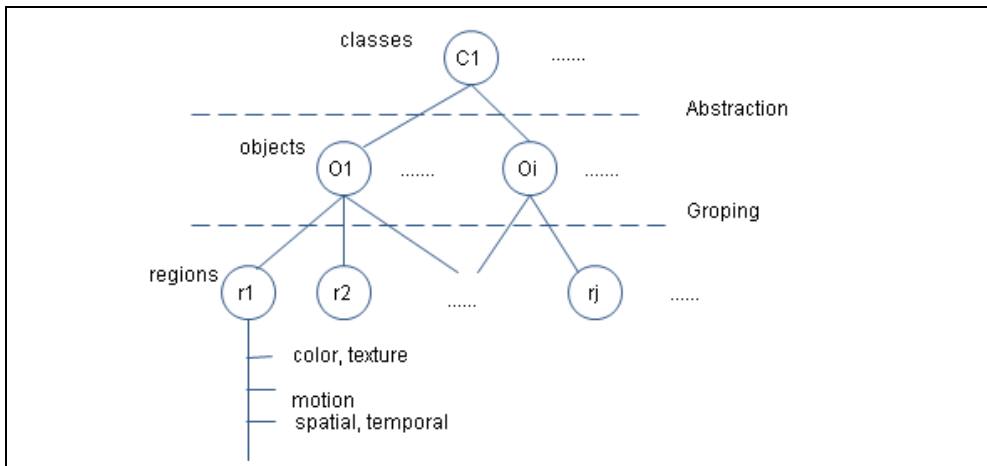 classes
C1
.......
Abstraction
objects
O1
.......
Oi
.......
Groping
regions
r1
r2
......
rj
......
color, texture
motion
spatial, temporal